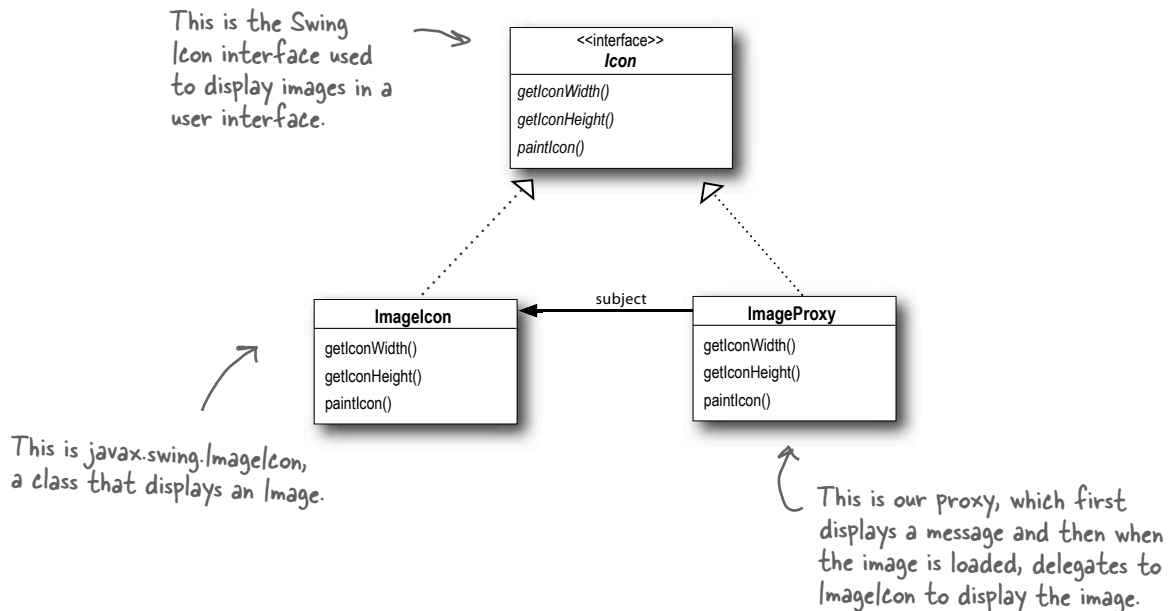 This is the Swing
Icon interface used
to display images in a
user interface.
<<interface>>
Icon
getIconWidth()
getIconHeight()
paintIcon()
subject
ImageIcon
getIconWidth()
getIconHeight()
paintIcon()
ImageProxy
getIconWidth()
getIconHeight()
paintIcon()
This is javax.swing.ImageIcon,
a class that displays an Image.
This is our proxy, which first
displays a message and then when
the image is loaded, delegates to
ImageIcon to display the image.